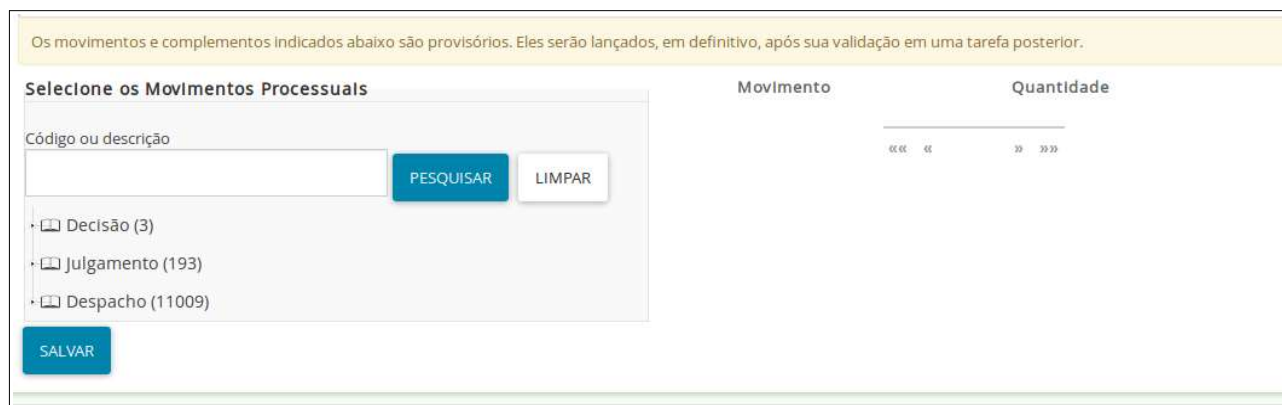 Os movimentos e complementos indicados abaixo são provisórios. Eles serão lançados, em definitivo, após sua validação em uma tarefa posterior.
Selecione os Movimentos Processuais
Movimento Quantidade
Código ou descrição
«« « » »»
PESQUISAR LIMPAR
Decisão (3)
Julgamento (193)
Despacho (11009)
SALVAR